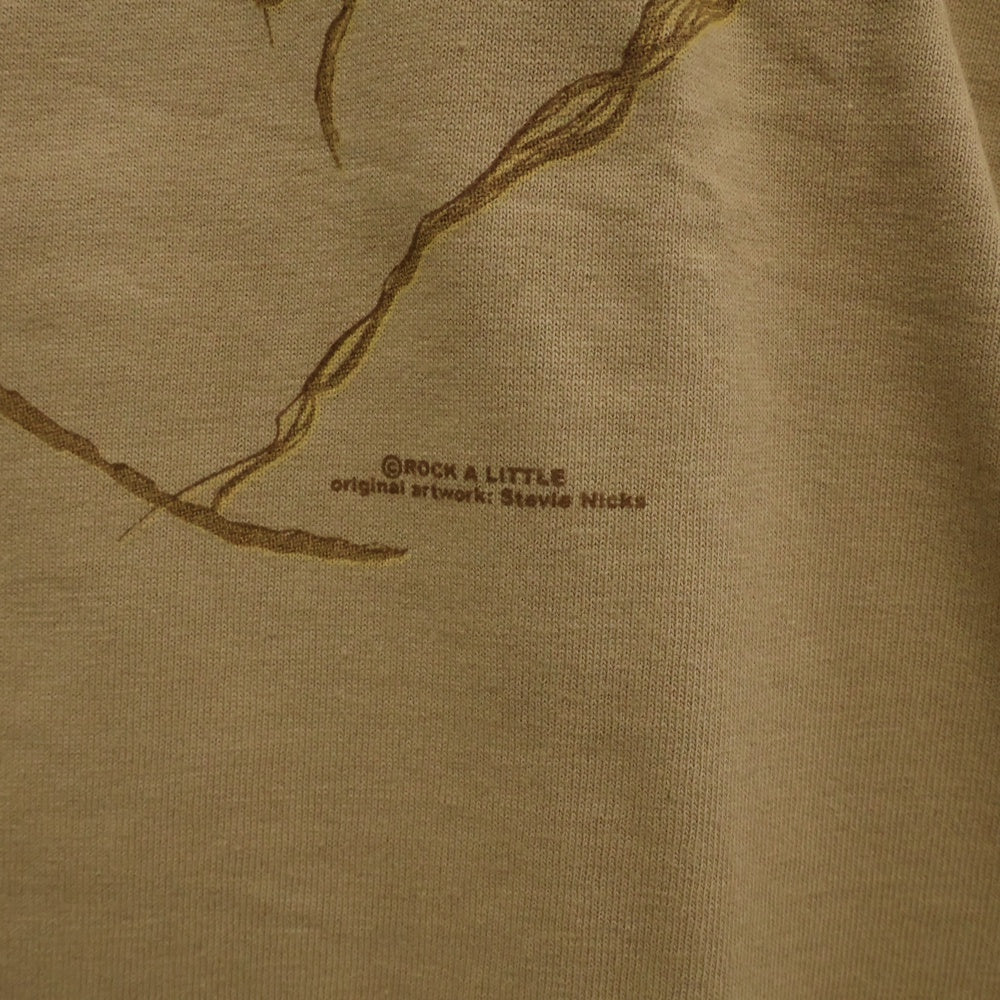 ©ROCK A LITTLE
original artwork: Stevie Nicks